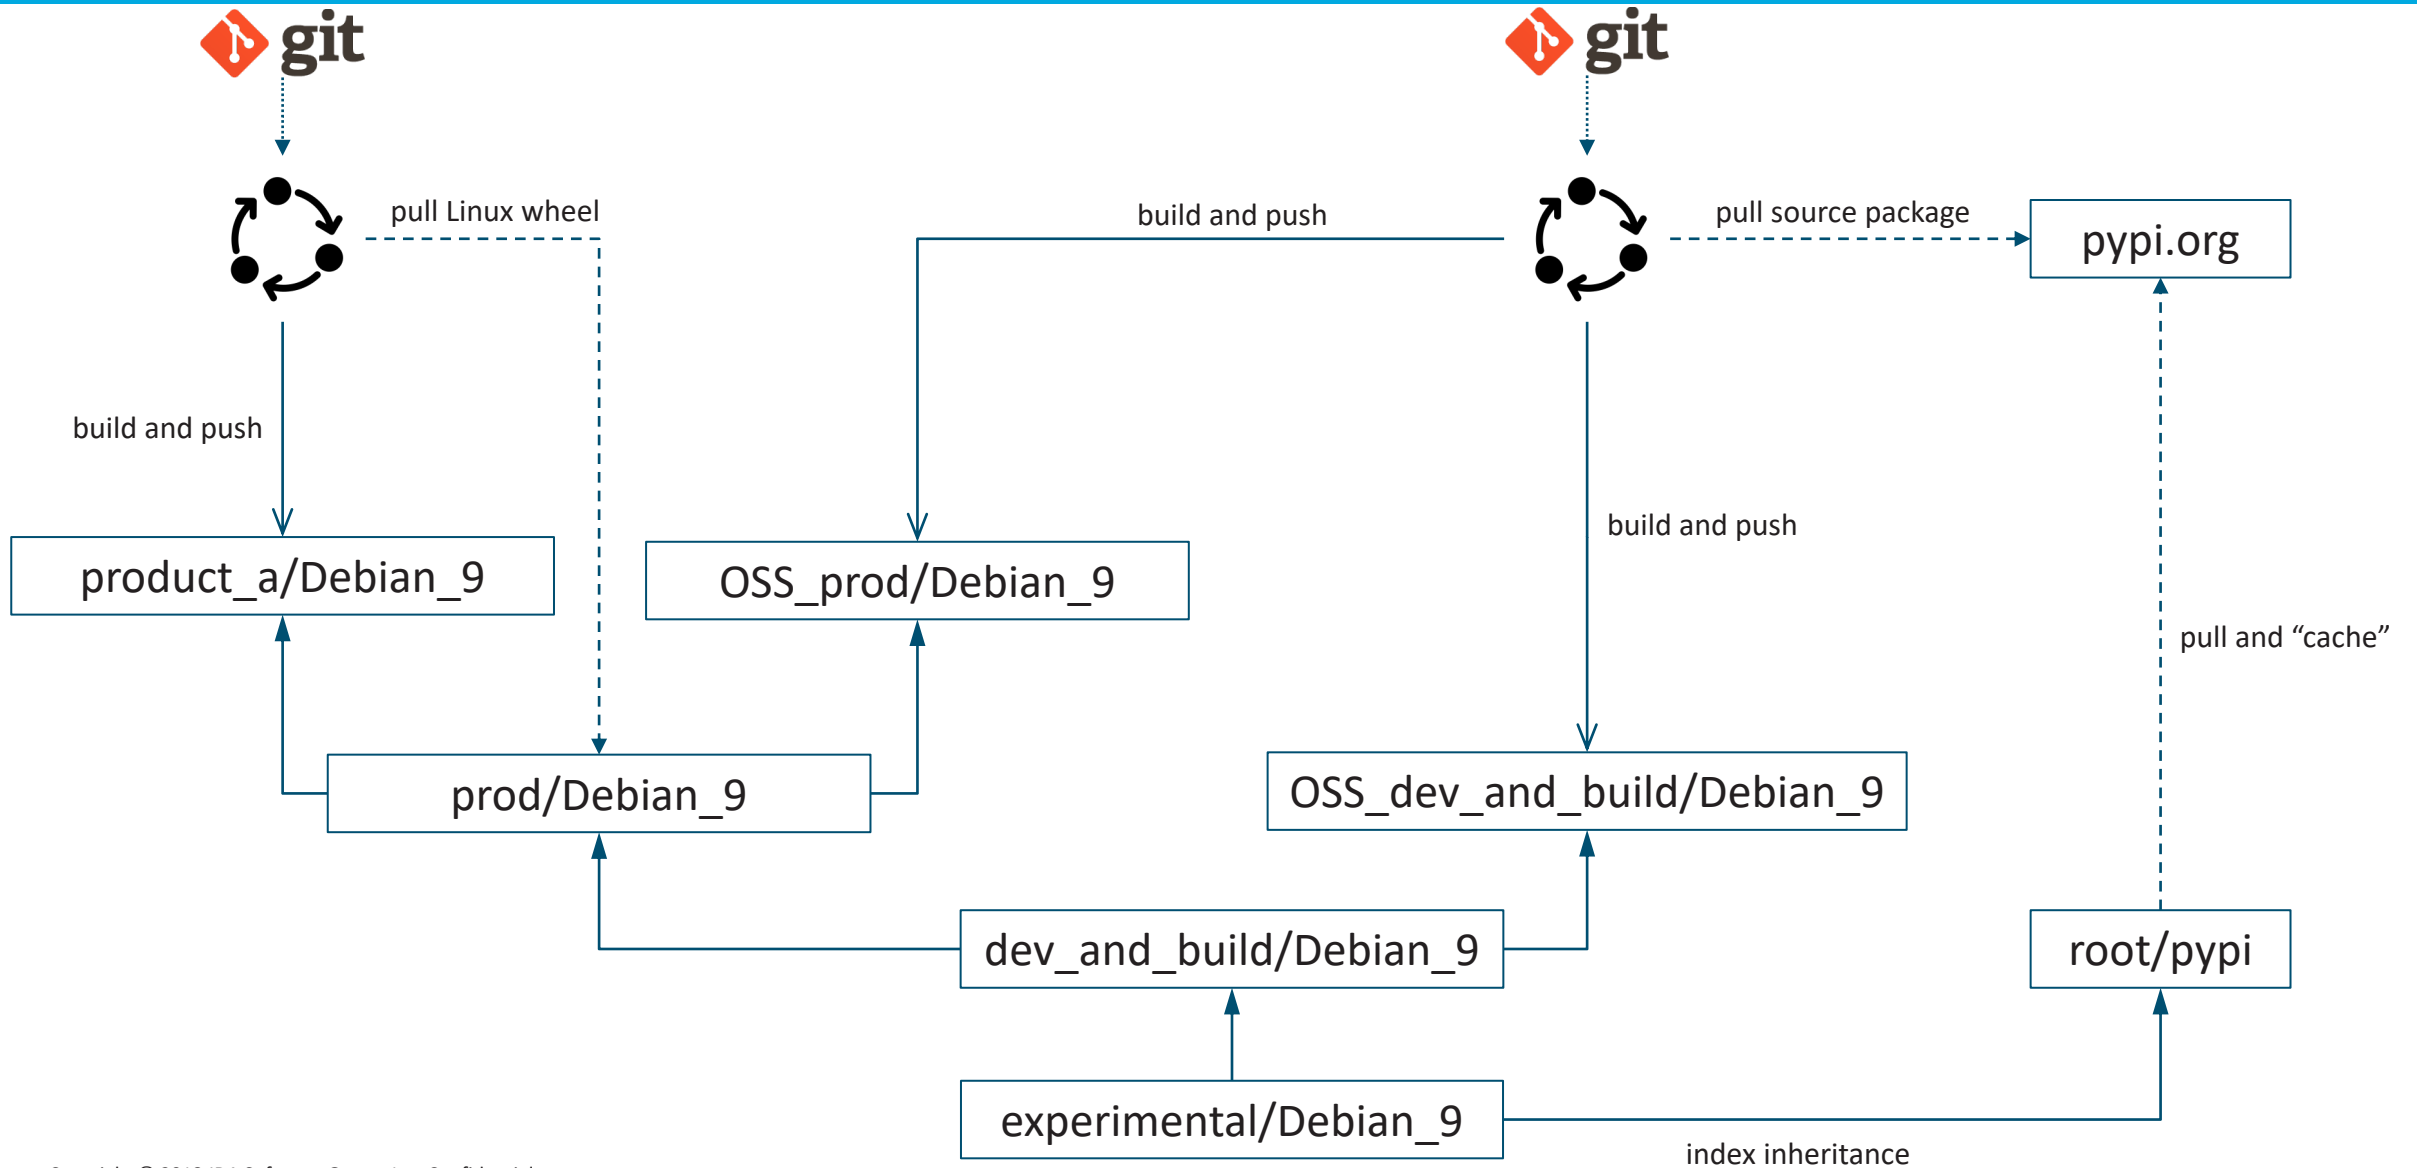 git
git
pull Linux wheel
build and push
pull source package
pypi.org
build and push
build and push
product_a/Debian_9
OSS_prod/Debian_9
pull and “cache”
prod/Debian_9
OSS_dev_and_build/Debian_9
dev_and_build/Debian_9
root/pypi
experimental/Debian_9
index inheritance